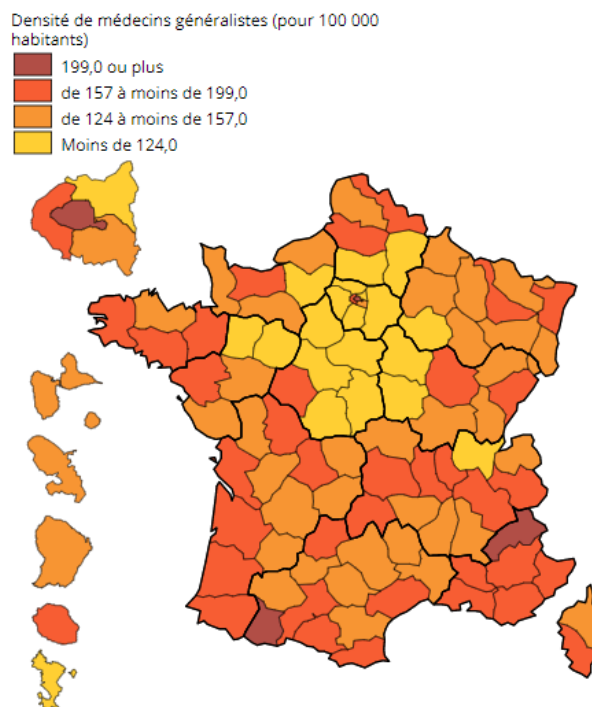 Densité de médecins généralistes (pour 100 000
habitants)
199,0 ou plus
de 157 à moins de 199,0
de 124 à moins de 157,0
Moins de 124,0